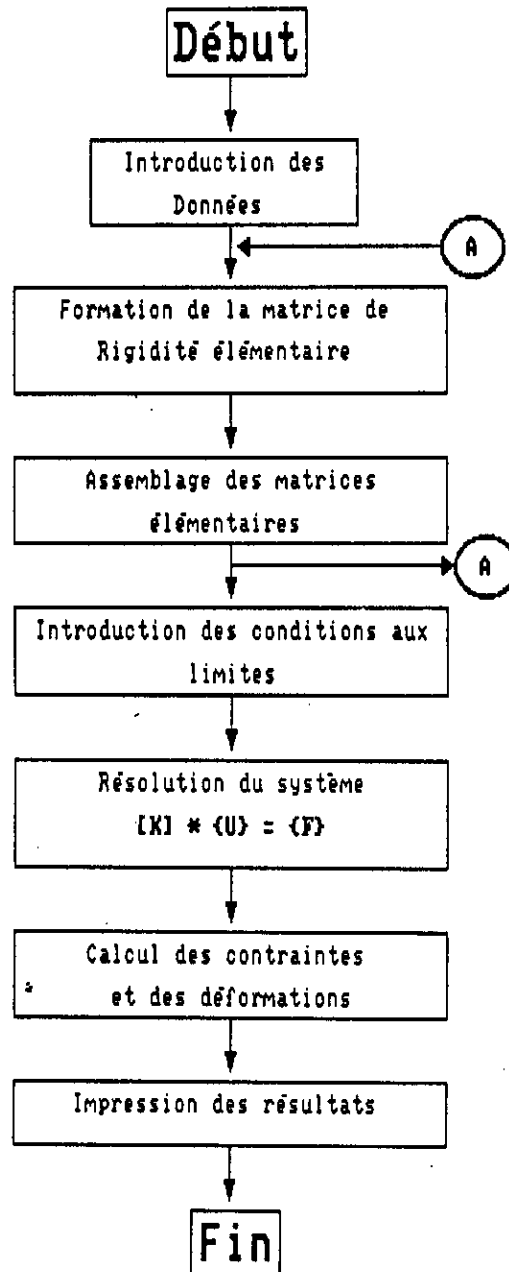 Début
Introduction des
Données
A
Formation de la matrice de
Rigidité élémentaire
Assemblage des matrices
élémentaires
A
Introduction des conditions aux
limites
Résolution du système
[K] * {U} = {F}
Calcul des contraintes
et des déformations
Impression des résultats
Fin